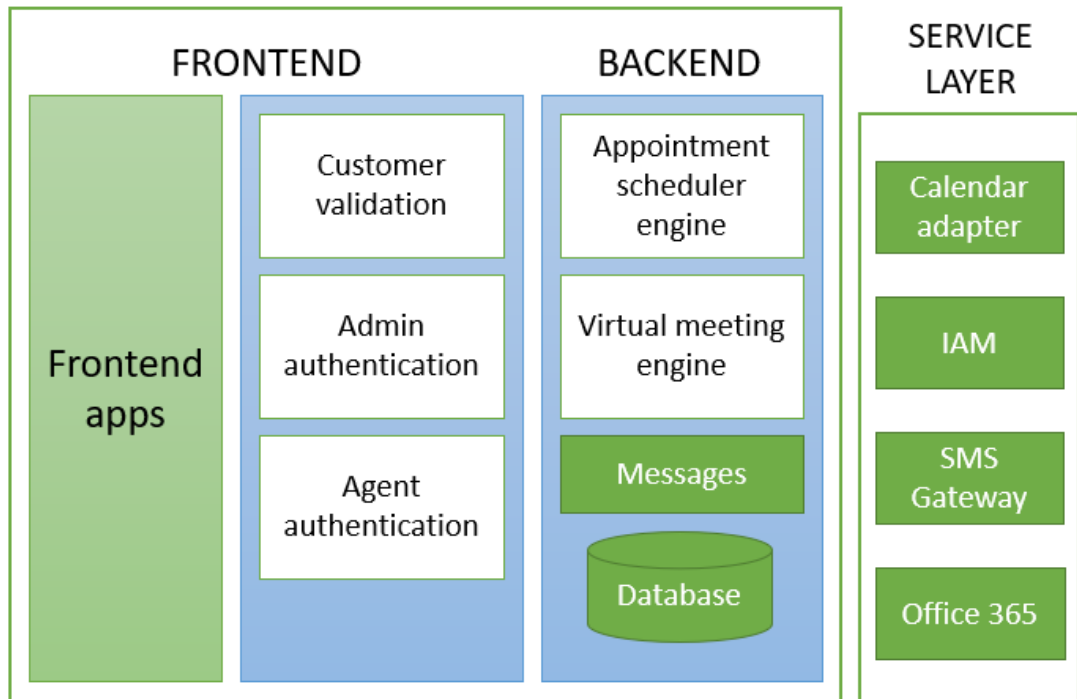 FRONTEND
BACKEND
SERVICE
LAYER
Frontend
apps
Customer
validation
Admin
authentication
Agent
authentication
Appointment
scheduler
engine
Virtual meeting
engine
Messages
Database
Calendar
adapter
IAM
SMS
Gateway
Office 365